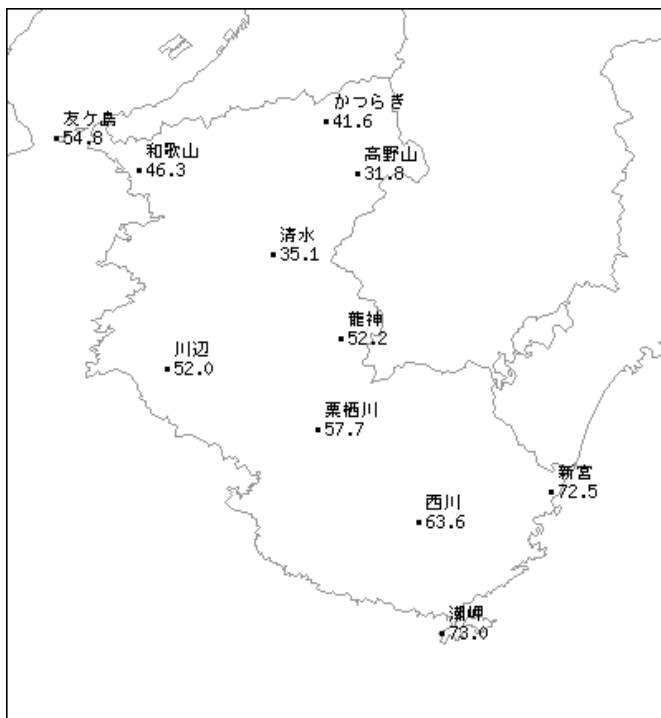 かつらぎ
41.6
友ケ島
54.8
和歌山
46.3
高野山
31.8
清水
35.1
龍神
52.2
川辺
52.0
栗栖川
57.7
新宮
72.5
西川
63.6
潮岬
73.0